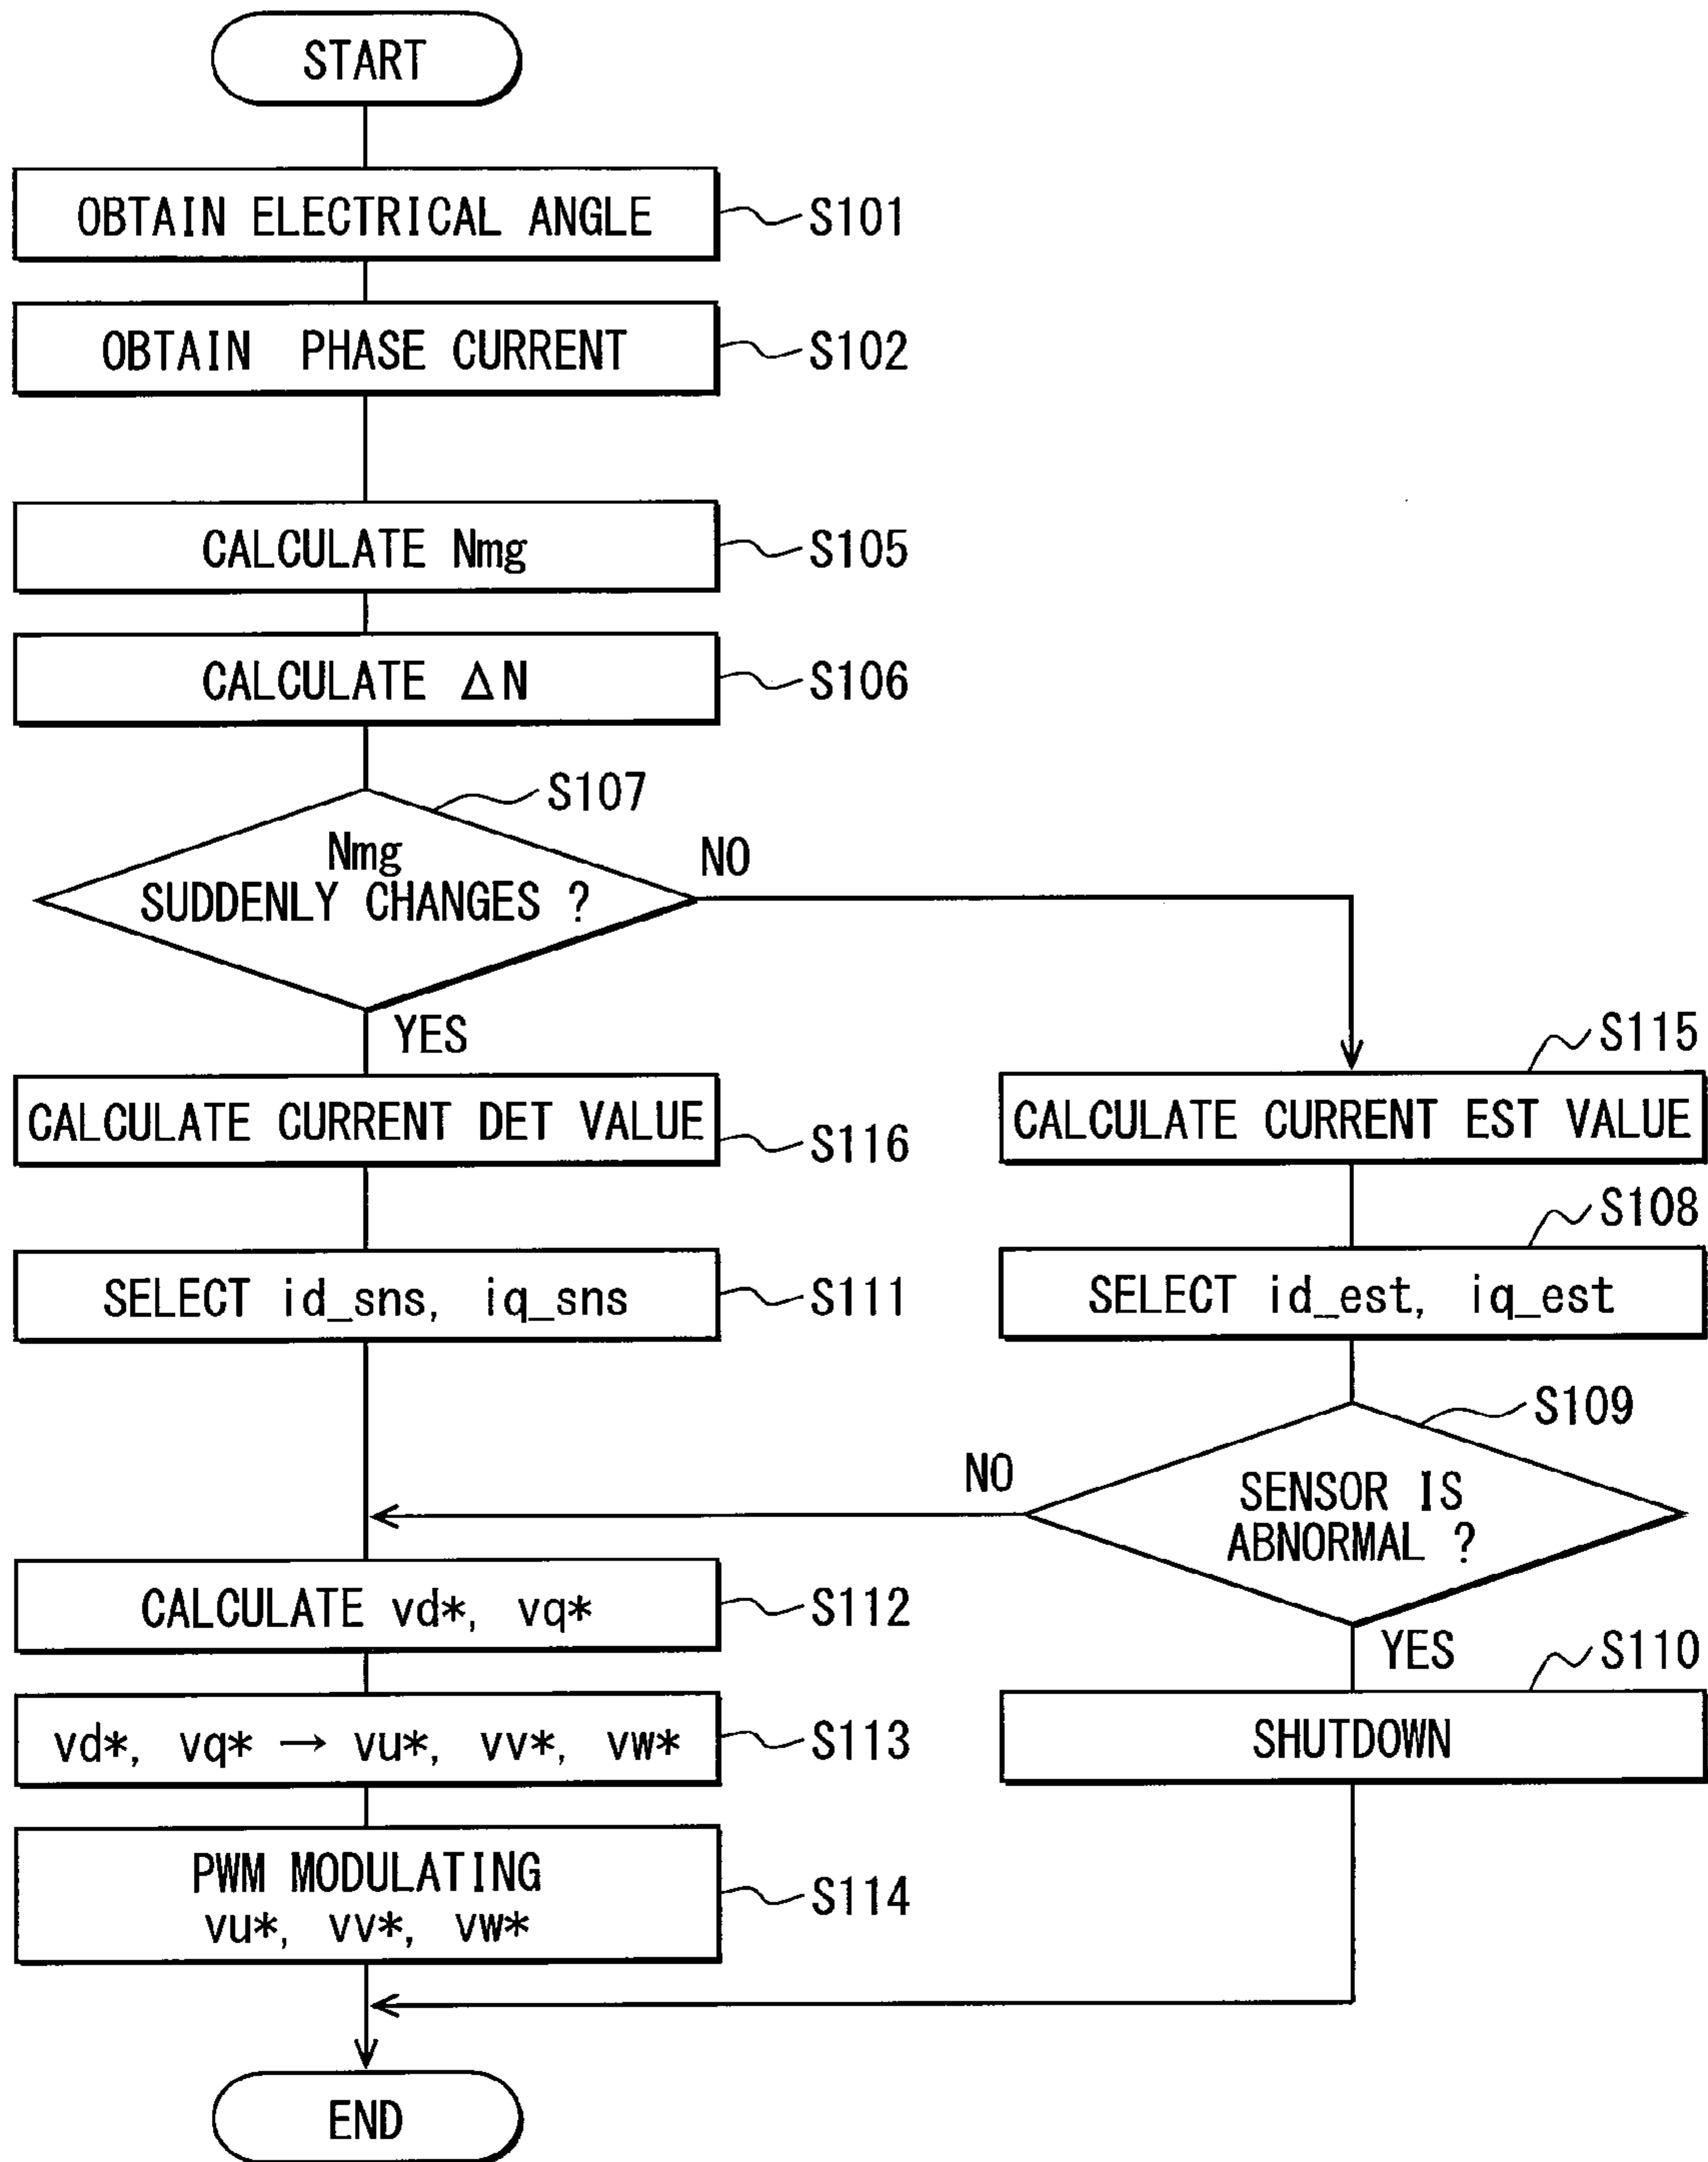 START
OBTAIN ELECTRICAL ANGLE
S101
OBTAIN PHASE CURRENT
S102
CALCULATE Nmg
S105
CALCULATE ΔN
S106
S107
Nmg
SUDDENLY CHANGES ?
NO
YES
CALCULATE CURRENT DET VALUE
S116
S115
CALCULATE CURRENT EST VALUE
SELECT id_sns, iq_sns
S111
S108
SELECT id_est, iq_est
S109
SENSOR IS
ABNORMAL ?
NO
YES
CALCULATE vd*, vq*
S112
S110
SHUTDOWN
vd*, vq* → vu*, vv*, vw*
S113
PWM MODULATING
vu*, vv*, vw*
S114
END